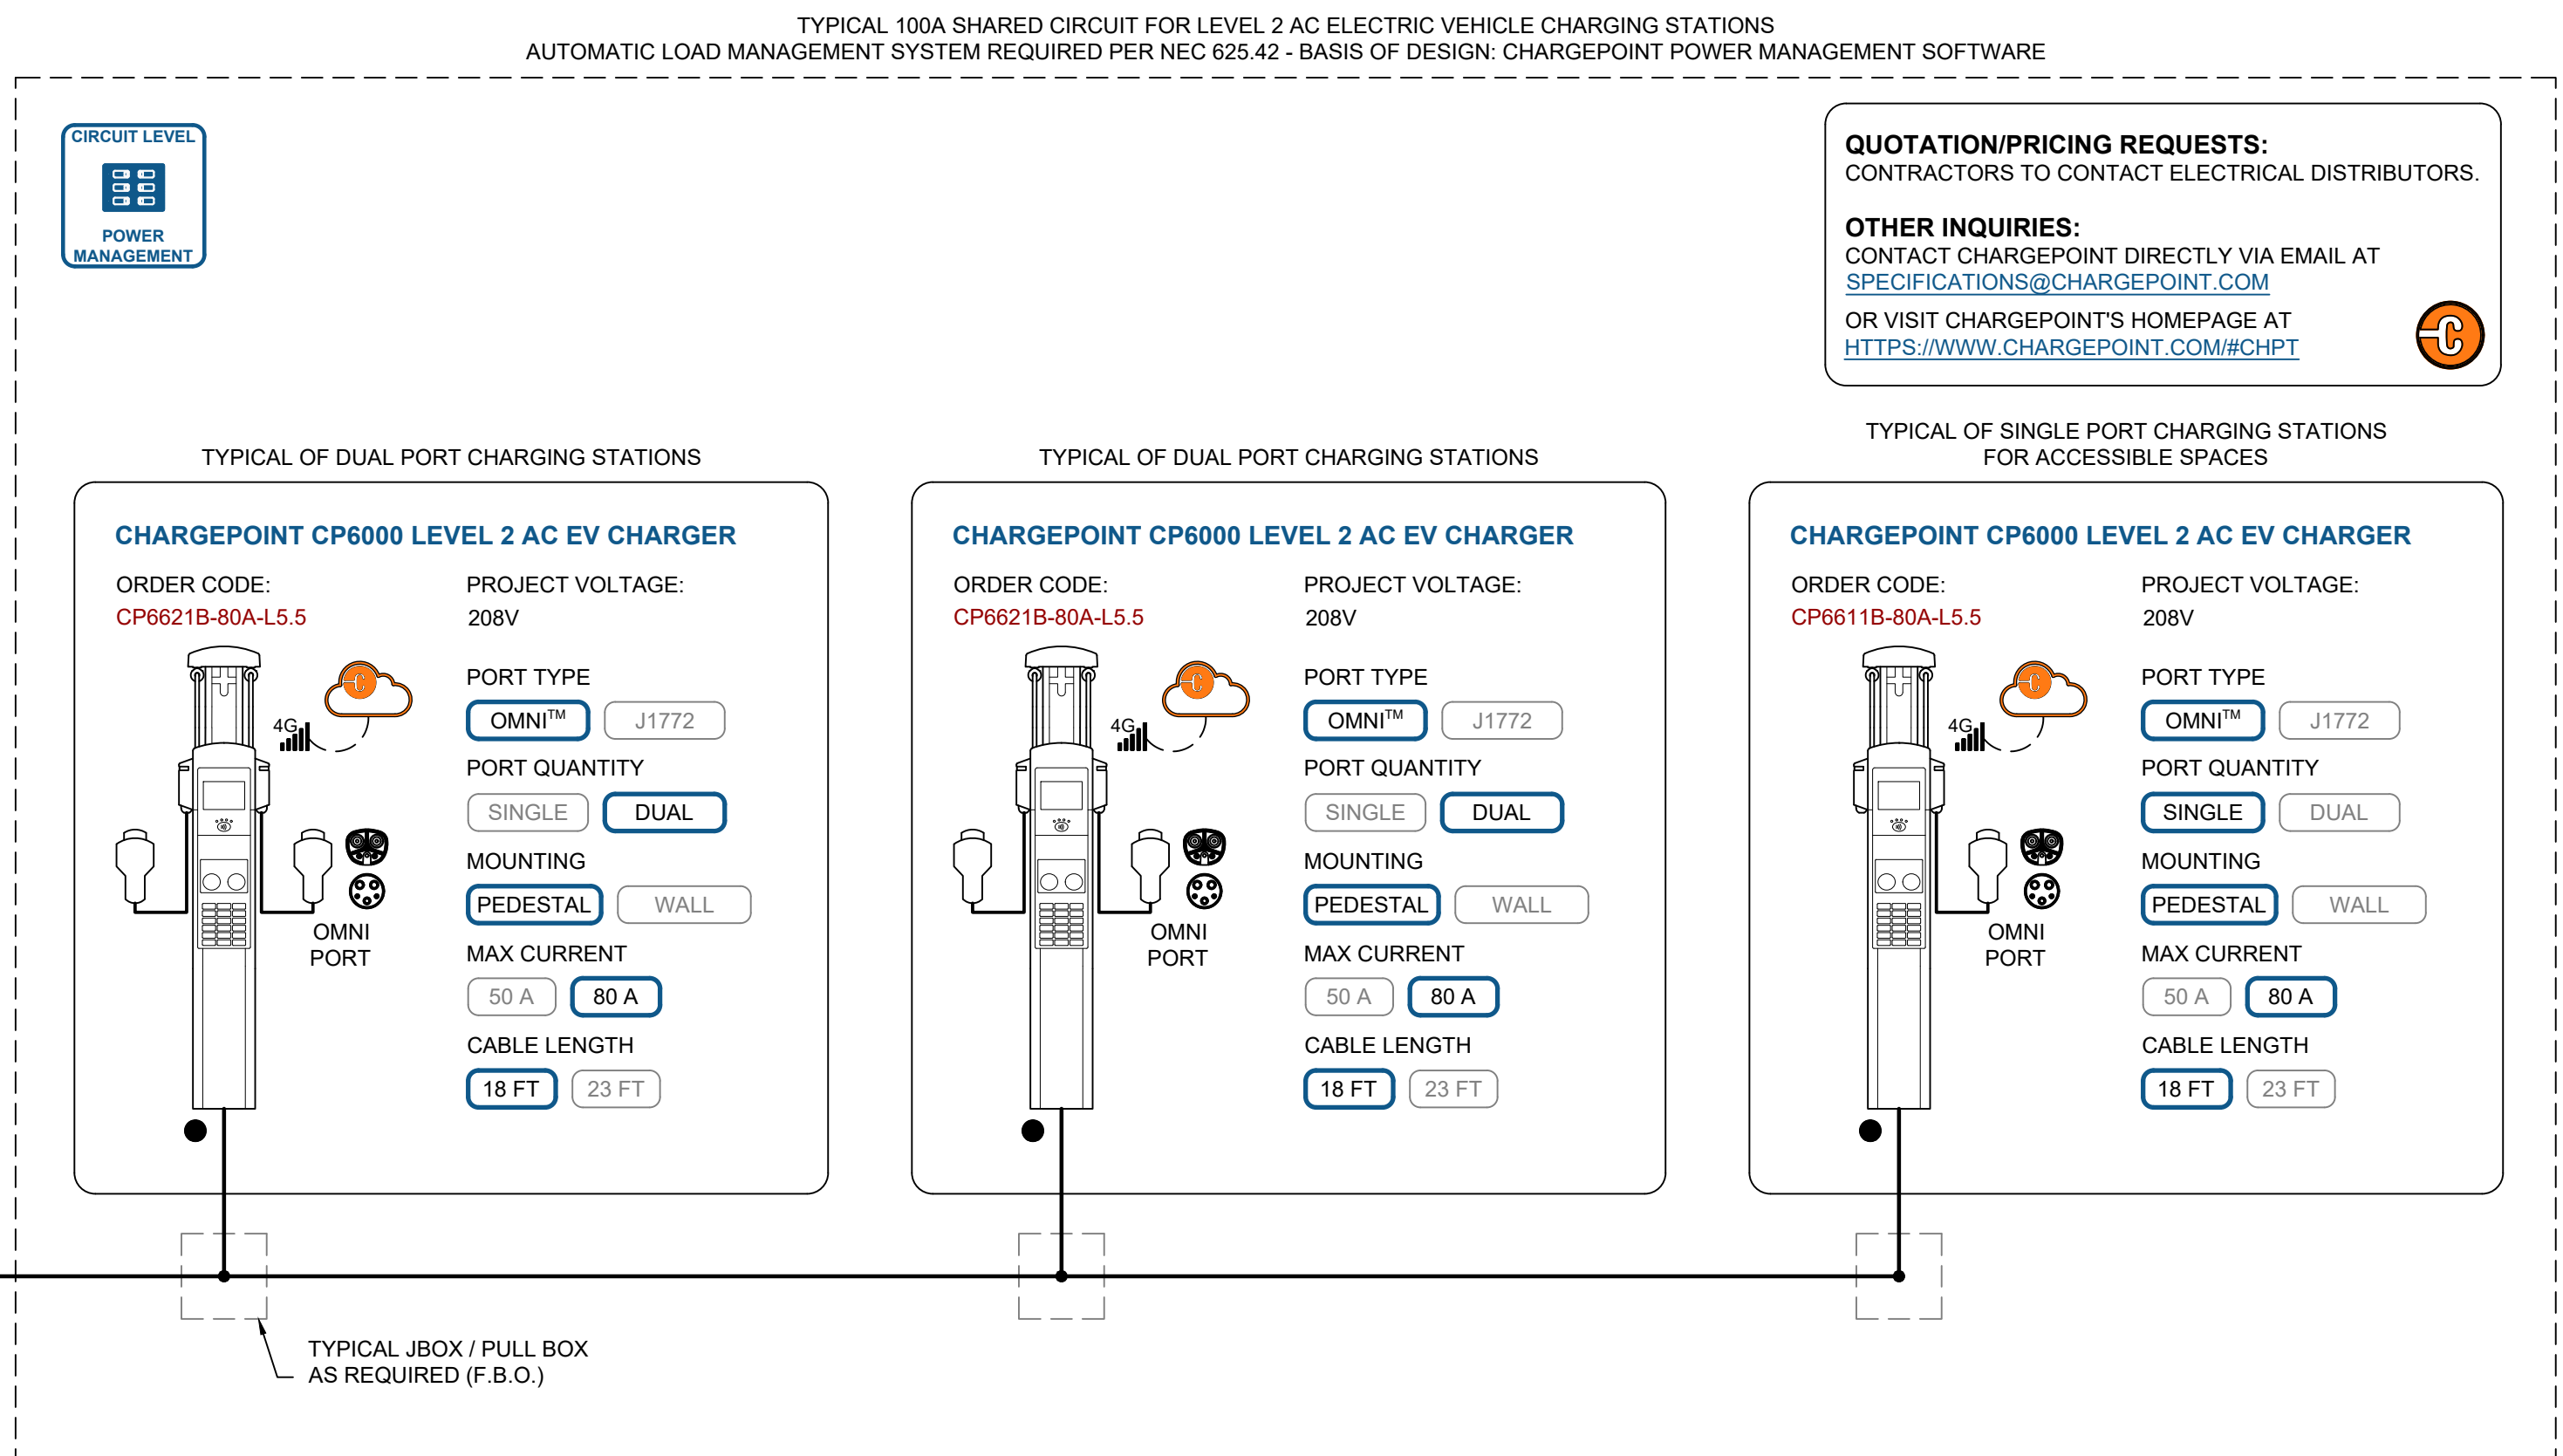 TYPICAL 100A SHARED CIRCUIT FOR LEVEL 2 AC ELECTRIC VEHICLE CHARGING STATIONS
AUTOMATIC LOAD MANAGEMENT SYSTEM REQUIRED PER NEC 625.42 - BASIS OF DESIGN: CHARGEPOINT POWER MANAGEMENT SOFTWARE
CIRCUIT LEVEL
POWER
MANAGEMENT
QUOTATION/PRICING REQUESTS:
CONTRACTORS TO CONTACT ELECTRICAL DISTRIBUTORS.
OTHER INQUIRIES:
CONTACT CHARGEPOINT DIRECTLY VIA EMAIL AT
SPECIFICATIONS@CHARGEPOINT.COM
OR VISIT CHARGEPOINT'S HOMEPAGE AT
HTTPS://WWW.CHARGEPOINT.COM/#CHPT
TYPICAL OF DUAL PORT CHARGING STATIONS
CHARGEPOINT CP6000 LEVEL 2 AC EV CHARGER
ORDER CODE:
CP6621B-80A-L5.5
4G
OMNI
PORT
PROJECT VOLTAGE:
208V
PORT TYPE
OMNI™ J1772
PORT QUANTITY
SINGLE DUAL
MOUNTING
PEDESTAL WALL
MAX CURRENT
50 A 80 A
CABLE LENGTH
18 FT 23 FT
TYPICAL OF DUAL PORT CHARGING STATIONS
CHARGEPOINT CP6000 LEVEL 2 AC EV CHARGER
ORDER CODE:
CP6621B-80A-L5.5
4G
OMNI
PORT
PROJECT VOLTAGE:
208V
PORT TYPE
OMNI™ J1772
PORT QUANTITY
SINGLE DUAL
MOUNTING
PEDESTAL WALL
MAX CURRENT
50 A 80 A
CABLE LENGTH
18 FT 23 FT
TYPICAL OF SINGLE PORT CHARGING STATIONS
FOR ACCESSIBLE SPACES
CHARGEPOINT CP6000 LEVEL 2 AC EV CHARGER
ORDER CODE:
CP6611B-80A-L5.5
4G
OMNI
PORT
PROJECT VOLTAGE:
208V
PORT TYPE
OMNI™ J1772
PORT QUANTITY
SINGLE DUAL
MOUNTING
PEDESTAL WALL
MAX CURRENT
50 A 80 A
CABLE LENGTH
18 FT 23 FT
TYPICAL JBOX / PULL BOX
AS REQUIRED (F.B.O.)